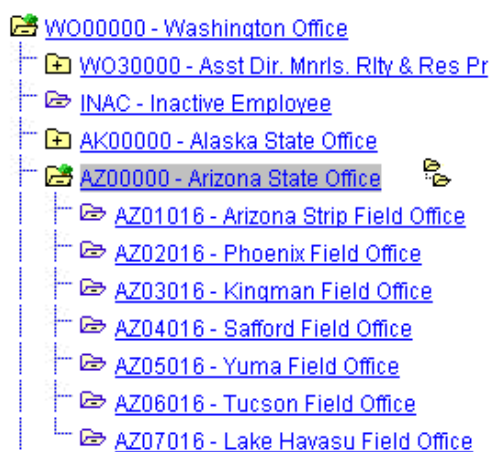 WO00000 - Washington Office
WO30000 - Asst Dir. Mnrls. Rlty & Res Pr
INAC - Inactive Employee
AK00000 - Alaska State Office
AZ00000 - Arizona State Office
AZ01016 - Arizona Strip Field Office
AZ02016 - Phoenix Field Office
AZ03016 - Kingman Field Office
AZ04016 - Safford Field Office
AZ05016 - Yuma Field Office
AZ06016 - Tucson Field Office
AZ07016 - Lake Havasu Field Office